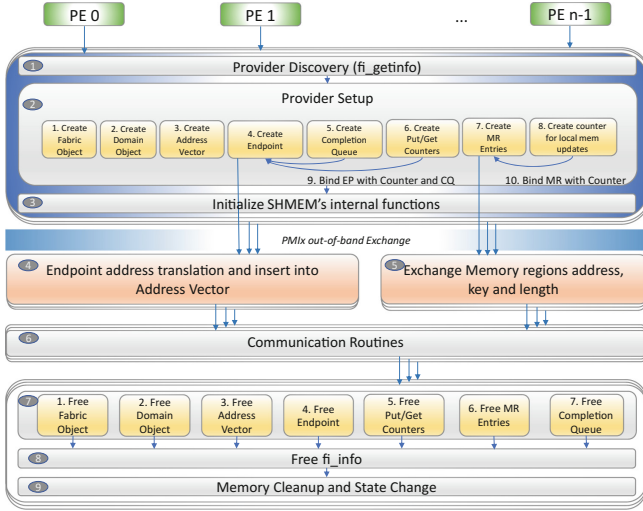 PE 0
PE 1
...
PE n-1
1
Provider Discovery (fi_getinfo)
2
Provider Setup
1. Create
Fabric
Object
2. Create
Domain
Object
3. Create
Address
Vector
4. Create
Endpoint
5. Create
Completion
Queue
6. Create
Put/Get
Counters
7. Create
MR
Entries
8. Create counter
for local mem
updates
9. Bind EP with Counter and CQ
10. Bind MR with Counter
3
Initialize SHMEM's internal functions
PMIx out-of-band Exchange
4
Endpoint address translation and insert into
Address Vector
5
Exchange Memory regions address,
key and length
6
Communication Routines
7
1. Free
Fabric
Object
2. Free
Domain
Object
3. Free
Address
Vector
4. Free
Endpoint
5. Free
Put/Get
Counters
6. Free MR
Entries
7. Free
Completion
Queue
8
Free fi_info
9
Memory Cleanup and State Change